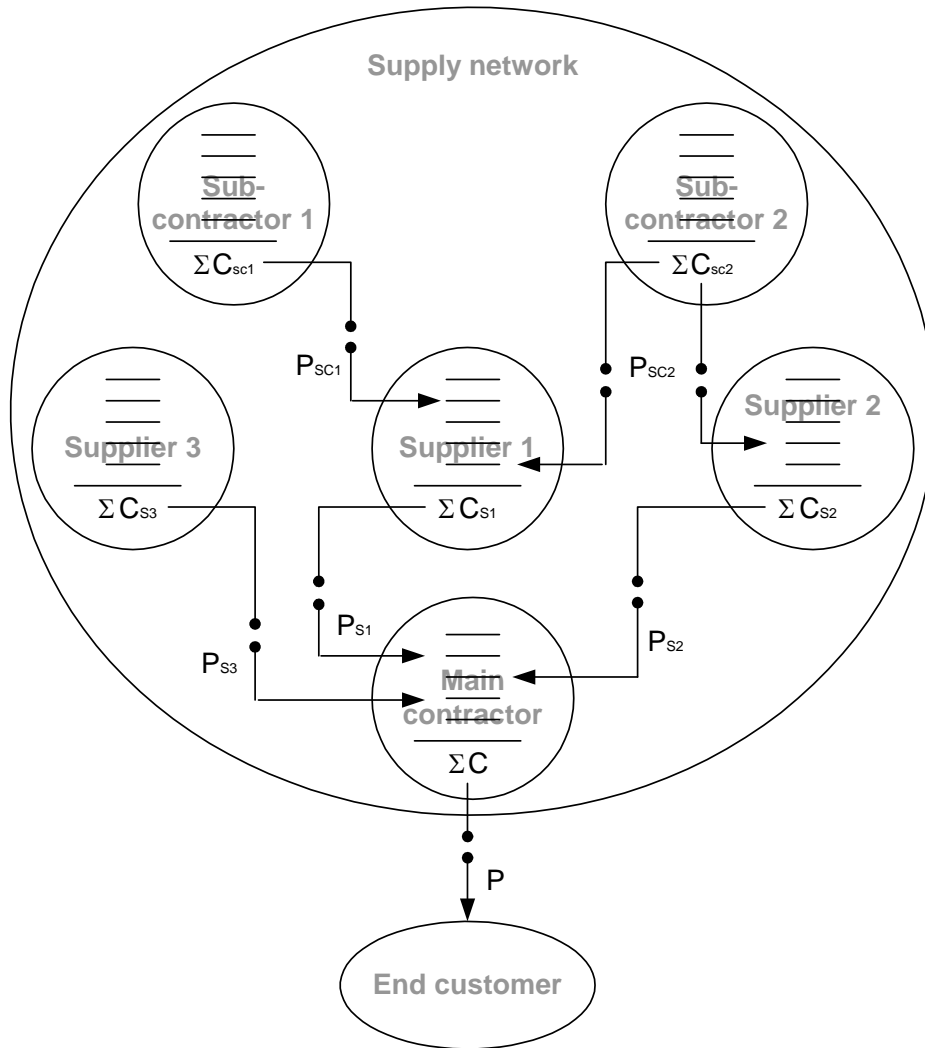 Supply network
Sub-
contractor 1
ΣCsc1
Sub-
contractor 2
ΣCsc2
PSC1
PSC2
Supplier 3
ΣCS3
Supplier 1
ΣCS1
Supplier 2
ΣCS2
PS3
PS1
PS2
Main
contractor
ΣC
P
End customer